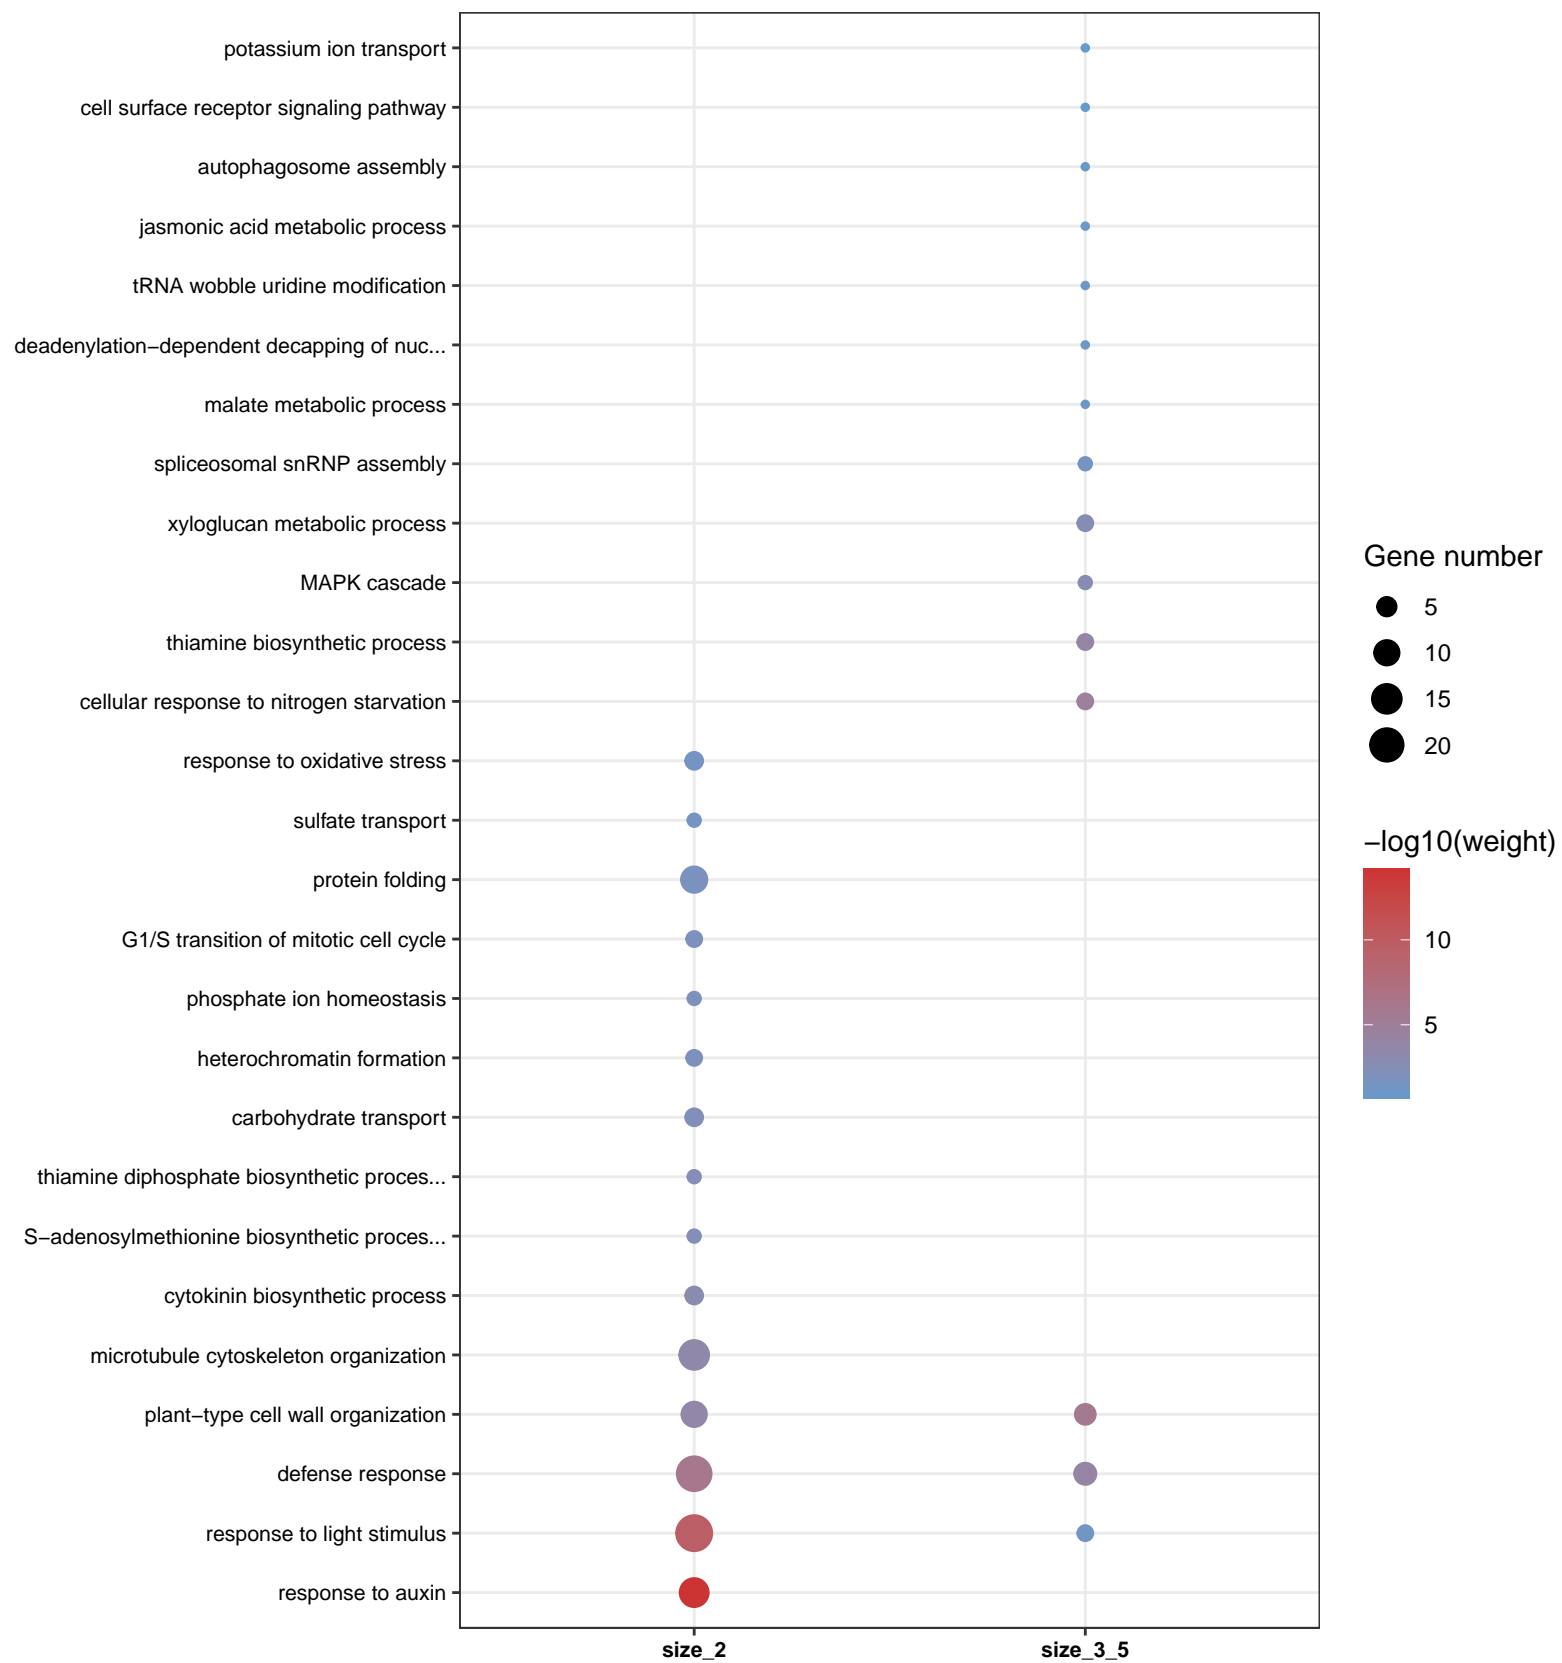 potassium ion transport
cell surface receptor signaling pathway
autophagosome assembly
jasmonic acid metabolic process
tRNA wobble uridine modification
deadenylation−dependent decapping of nuc...
malate metabolic process
spliceosomal snRNP assembly
xyloglucan metabolic process
MAPK cascade
thiamine biosynthetic process
cellular response to nitrogen starvation
response to oxidative stress
sulfate transport
protein folding
G1/S transition of mitotic cell cycle
phosphate ion homeostasis
heterochromatin formation
carbohydrate transport
thiamine diphosphate biosynthetic proces...
S−adenosylmethionine biosynthetic proces...
cytokinin biosynthetic process
microtubule cytoskeleton organization
plant−type cell wall organization
defense response
response to light stimulus
response to auxin
size_2
size_3_5
Gene number
5
10
15
20
−log10(weight)
10
5